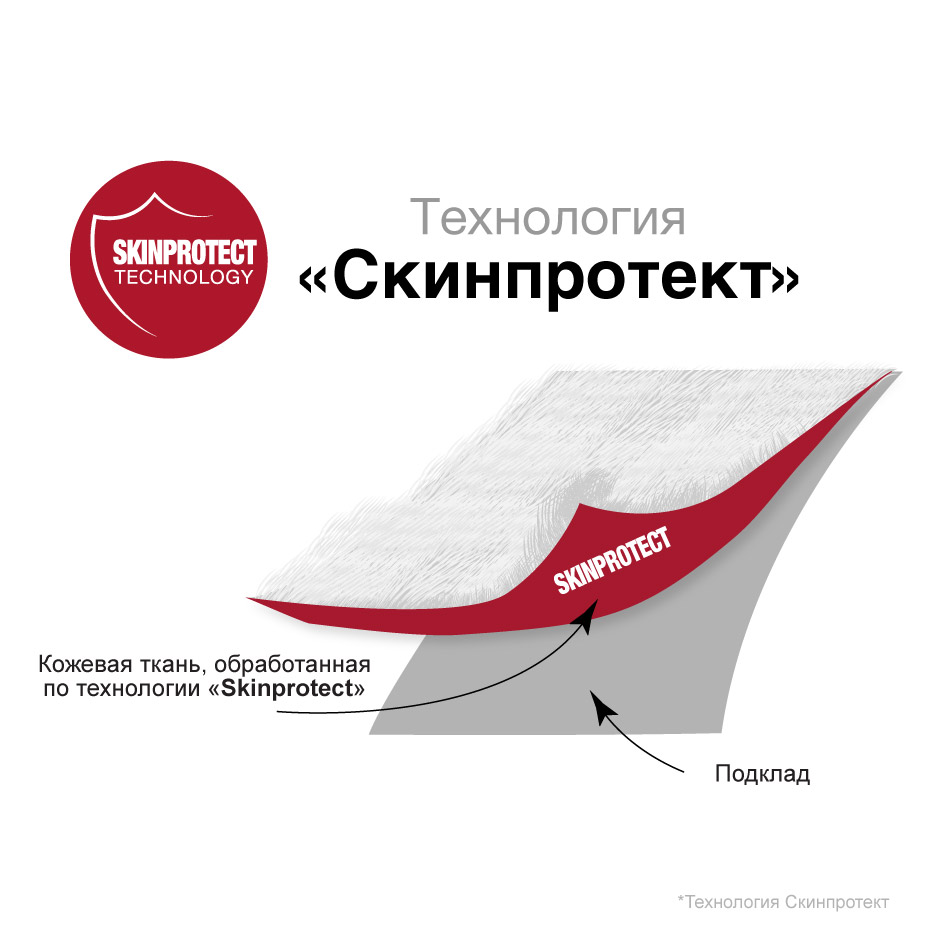 SKINPROTECT
TECHNOLOGY
Технология
«Скинпротект»
SKINPROTECT
Кожевая ткань, обработанная
по технологии «Skinprotect»
Подклад
*Технология Скинпротект